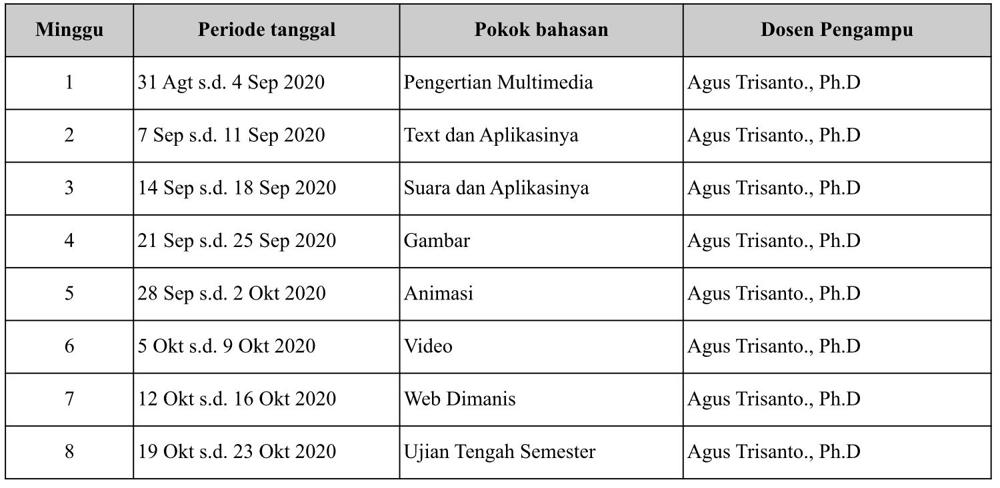 Minggu Periode tanggal Pokok bahasan Dosen Pengampu
1 31 Agt s.d. 4 Sep 2020 Pengertian Multimedia Agus Trisanto., Ph.D
2 7 Sep s.d. 11 Sep 2020 Text dan Aplikasinya Agus Trisanto., Ph.D
3 14 Sep s.d. 18 Sep 2020 Suara dan Aplikasinya Agus Trisanto., Ph.D
4 21 Sep s.d. 25 Sep 2020 Gambar Agus Trisanto., Ph.D
5 28 Sep s.d. 2 Okt 2020 Animasi Agus Trisanto., Ph.D
6 5 Okt s.d. 9 Okt 2020 Video Agus Trisanto., Ph.D
7 12 Okt s.d. 16 Okt 2020 Web Dimanis Agus Trisanto., Ph.D
8 19 Okt s.d. 23 Okt 2020 Ujian Tengah Semester Agus Trisanto., Ph.D